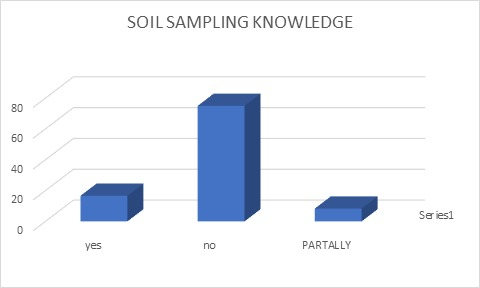 SOIL SAMPLING KNOWLEDGE
80
60
40
20
0
yes no PARTALLY
Series1